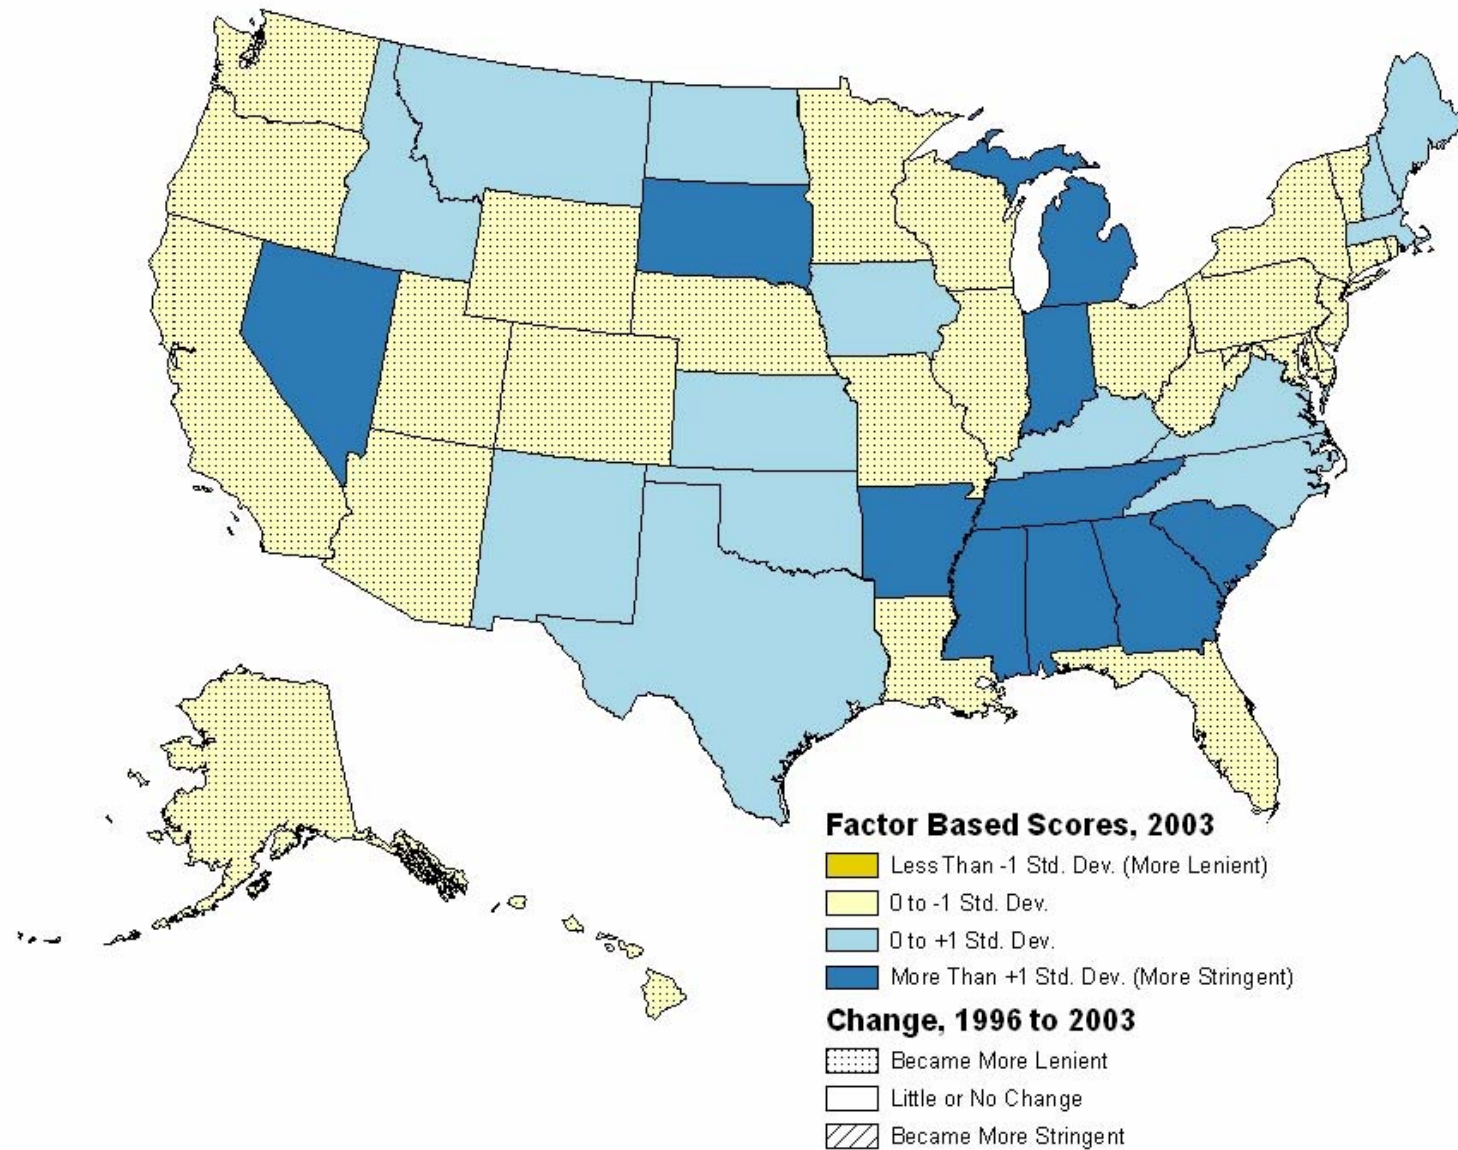 Factor Based Scores, 2003
Less Than -1 Std. Dev. (More Lenient)
0 to -1 Std. Dev.
0 to +1 Std. Dev.
More Than +1 Std. Dev. (More Stringent)
Change, 1996 to 2003
Became More Lenient
Little or No Change
Became More Stringent